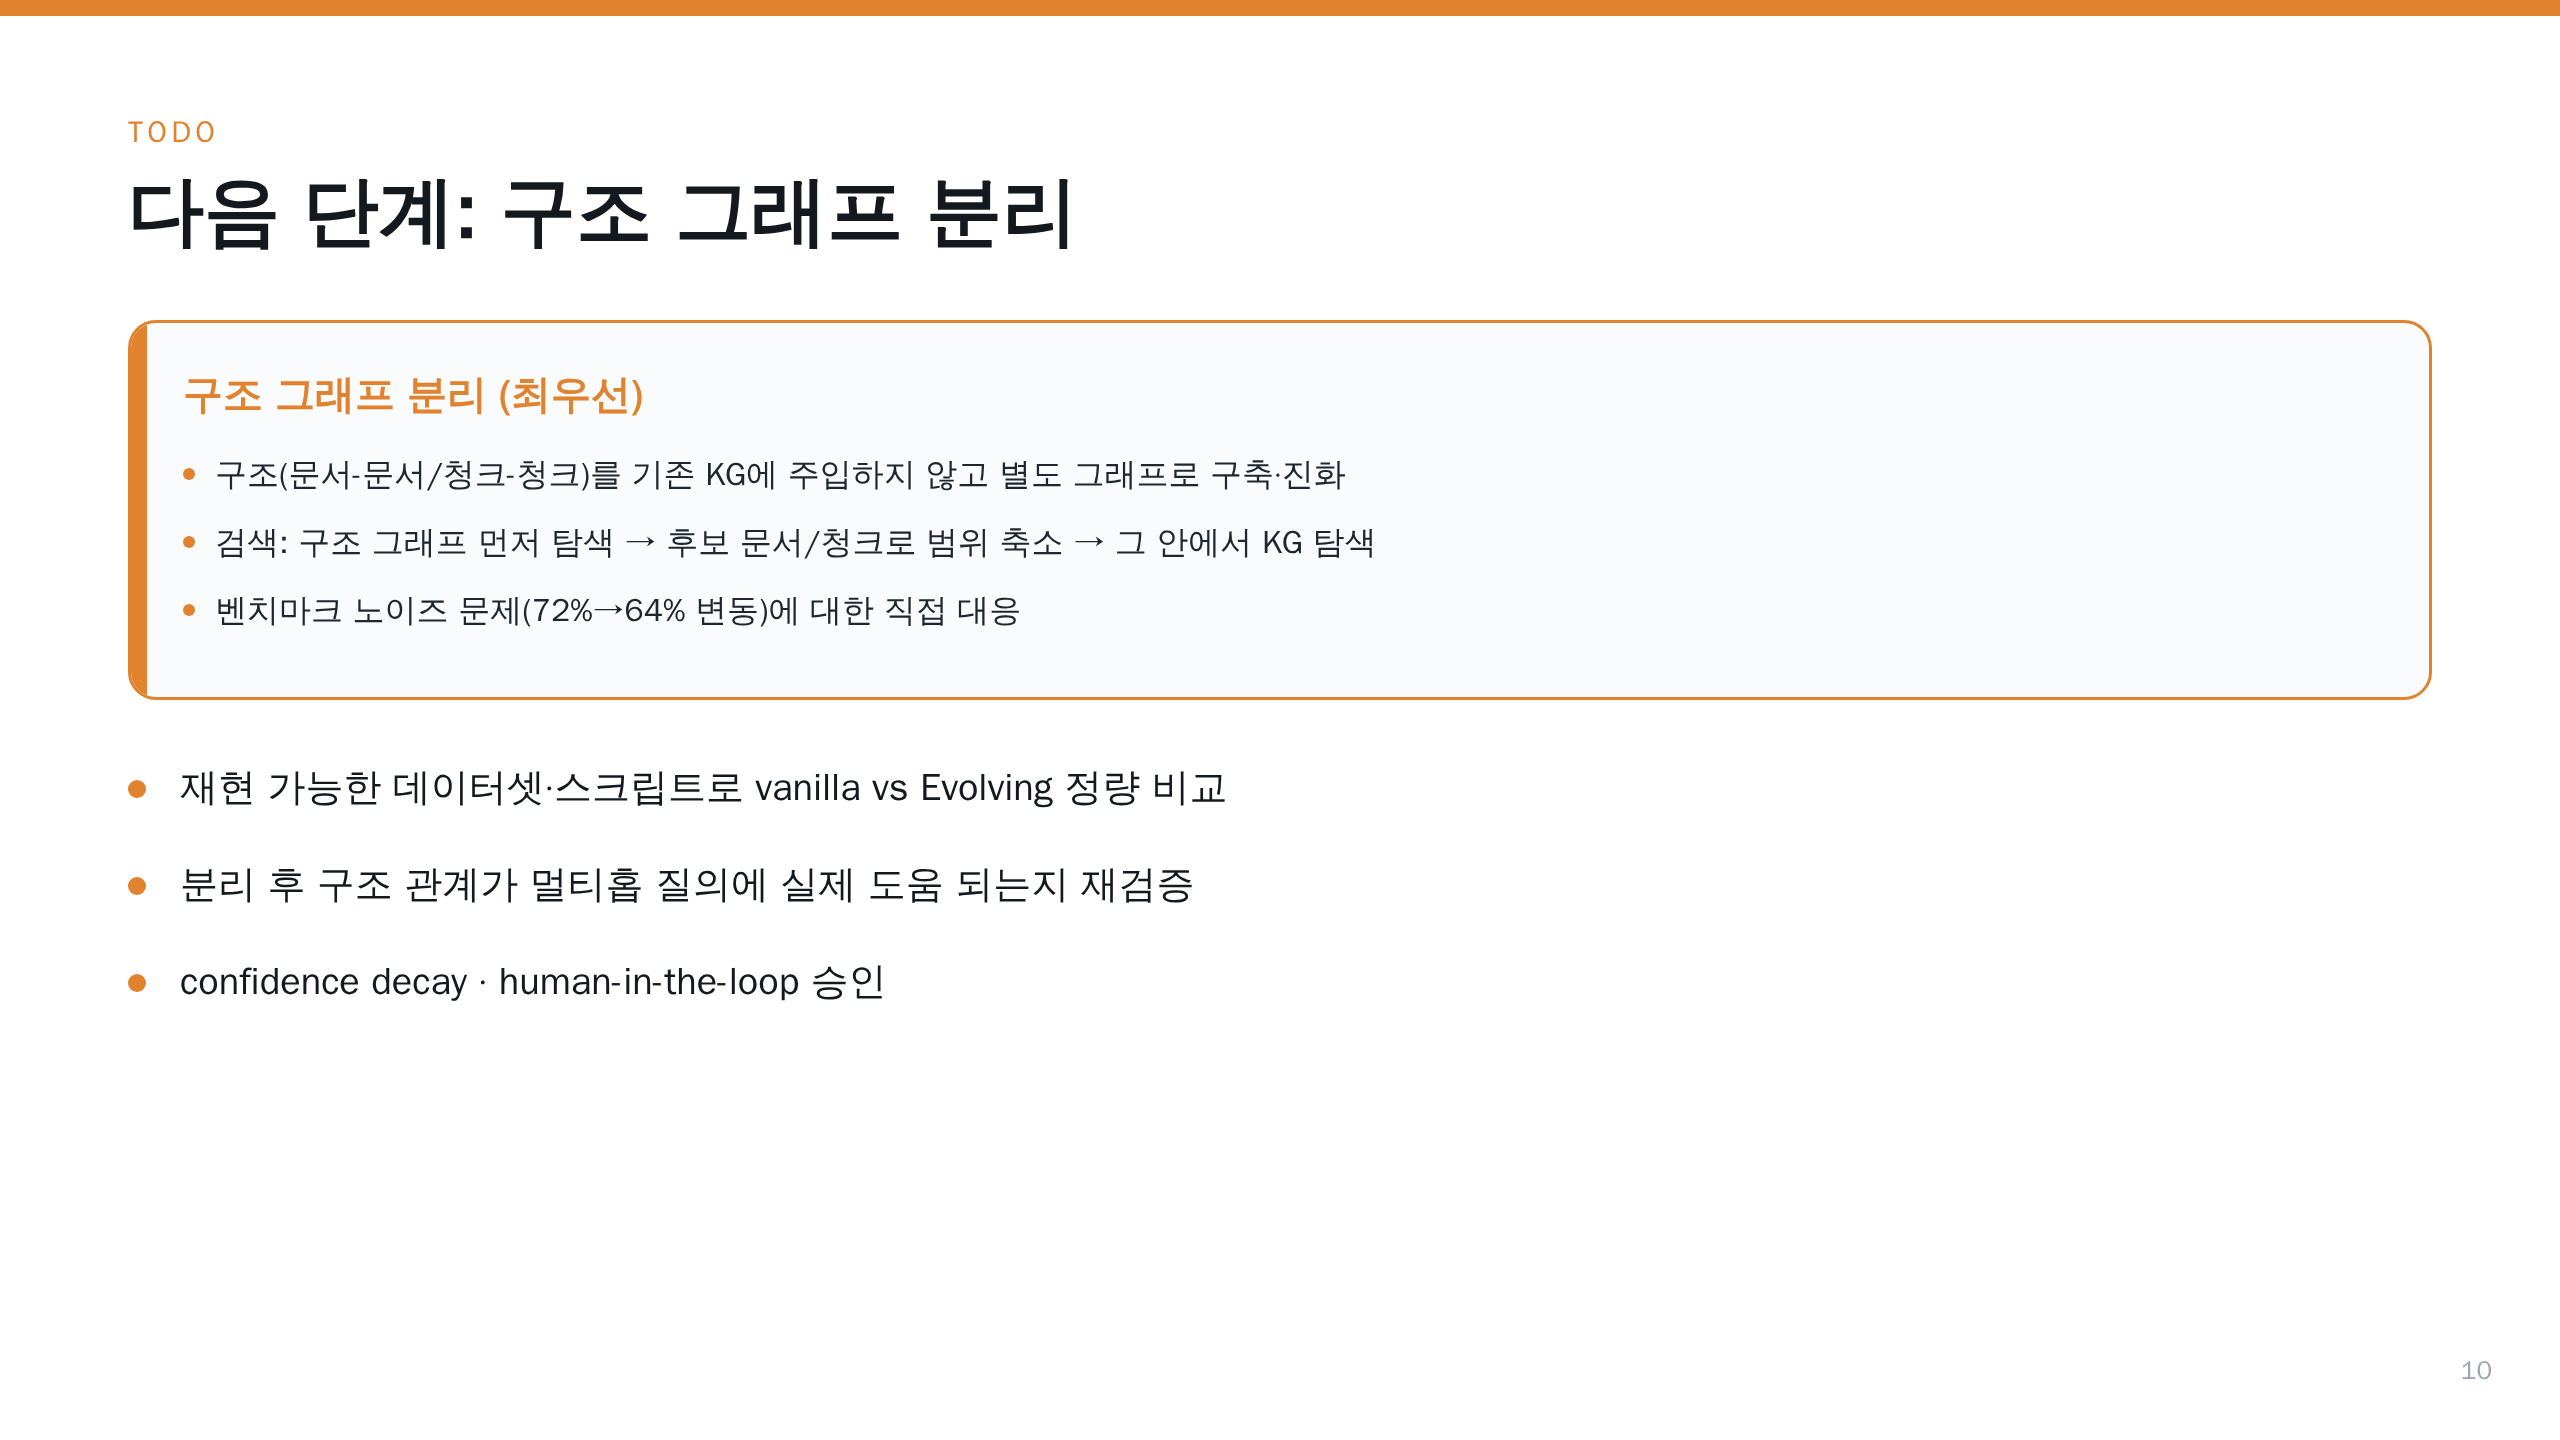 TODO
다음 단계: 구조 그래프 분리
구조 그래프 분리 (최우선)
구조(문서-문서/청크-청크)를 기존 KG에 주입하지 않고 별도 그래프로 구축·진화
검색: 구조 그래프 먼저 탐색 → 후보 문서/청크로 범위 축소 → 그 안에서 KG 탐색
벤치마크 노이즈 문제(72%→64% 변동)에 대한 직접 대응
재현 가능한 데이터셋·스크립트로 vanilla vs Evolving 정량 비교
분리 후 구조 관계가 멀티홉 질의에 실제 도움 되는지 재검증
confidence decay · human-in-the-loop 승인
10